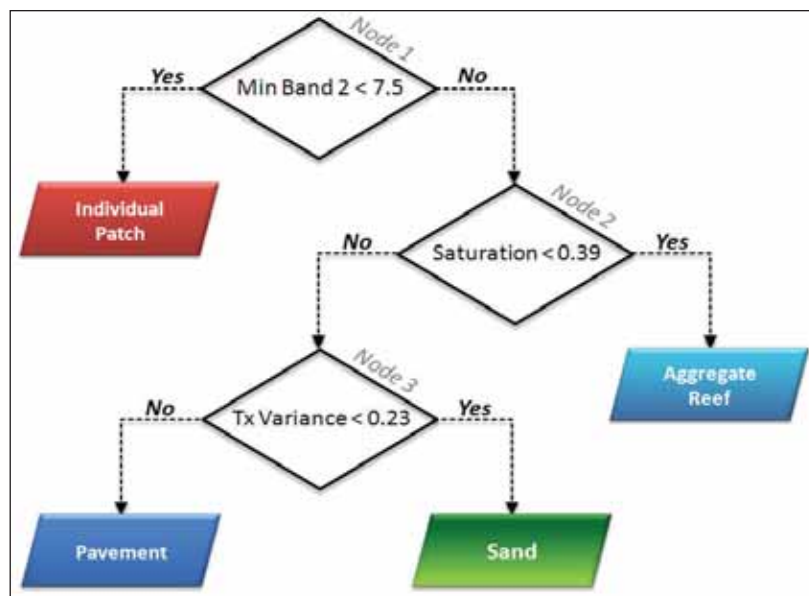 Node 1
Yes
No
Min Band 2 < 7.5
Individual
Patch
Node 2
No
Yes
Saturation < 0.39
Aggregate
Reef
Node 3
No
Yes
Tx Variance < 0.23
Pavement
Sand